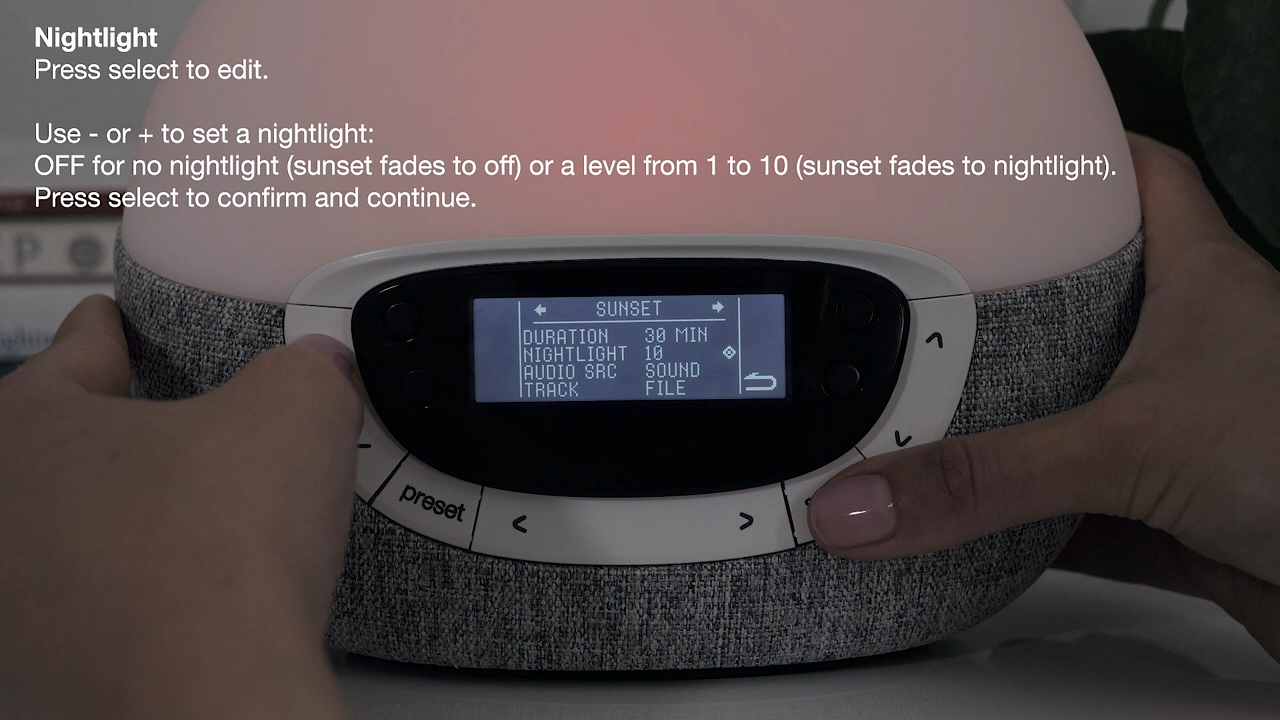 Nightlight
Press select to edit.
Use - or + to set a nightlight:
OFF for no nightlight (sunset fades to off) or a level from 1 to 10 (sunset fades to nightlight).
Press select to confirm and continue.
SUNSET
DURATION 30 MIN
NIGHTLIGHT 10
AUDIO SRC SOUND
TRACK FILE
preset